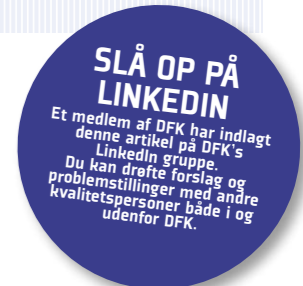 SLÅ OP PÅ
LINKEDIN
Et medlem af DFK har indlagt
denne artikel på DFK's
LinkedIn gruppe.
Du kan drøfte forslag og
problemstillinger med andre
kvalitetspersoner både i og
udenfor DFK.